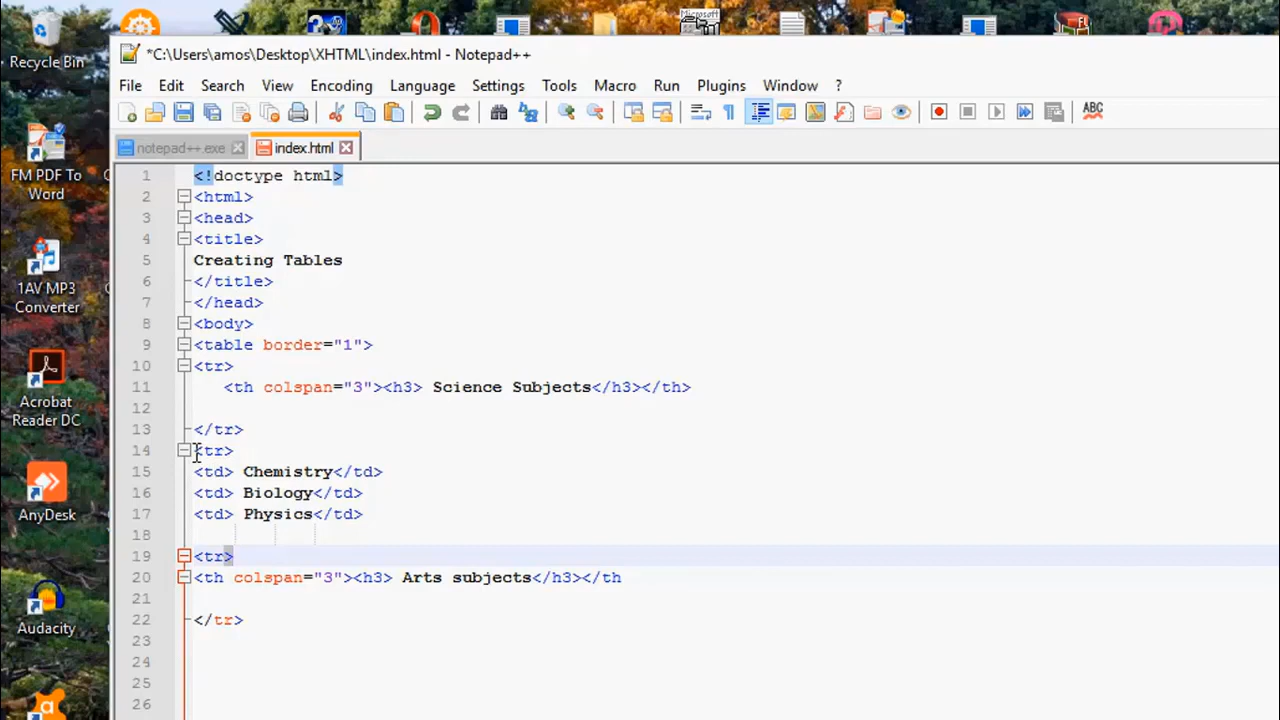 Recycle Bin
FM PDF To
Word
1AV MP3
Converter
Acrobat
Reader DC
AnyDesk
Audacity
*C:\Users\amos\Desktop\XHTML\index.html - Notepad++
File Edit Search View Encoding Language Settings Tools Macro Run Plugins Window ?
ABC
notepad++.exe index.html
1 <!doctype html>
2 <html>
3 <head>
4 <title>
5 Creating Tables
6 </title>
7 </head>
8 <body>
9 <table border="1">
10 <tr>
11 <th colspan="3"><h3> Science Subjects</h3></th>
12
13 </tr>
14 <tr>
15 <td> Chemistry</td>
16 <td> Biology</td>
17 <td> Physics</td>
18
19 <tr>
20 <th colspan="3"><h3> Arts subjects</h3></th
21
22 </tr>
23
24
25
26